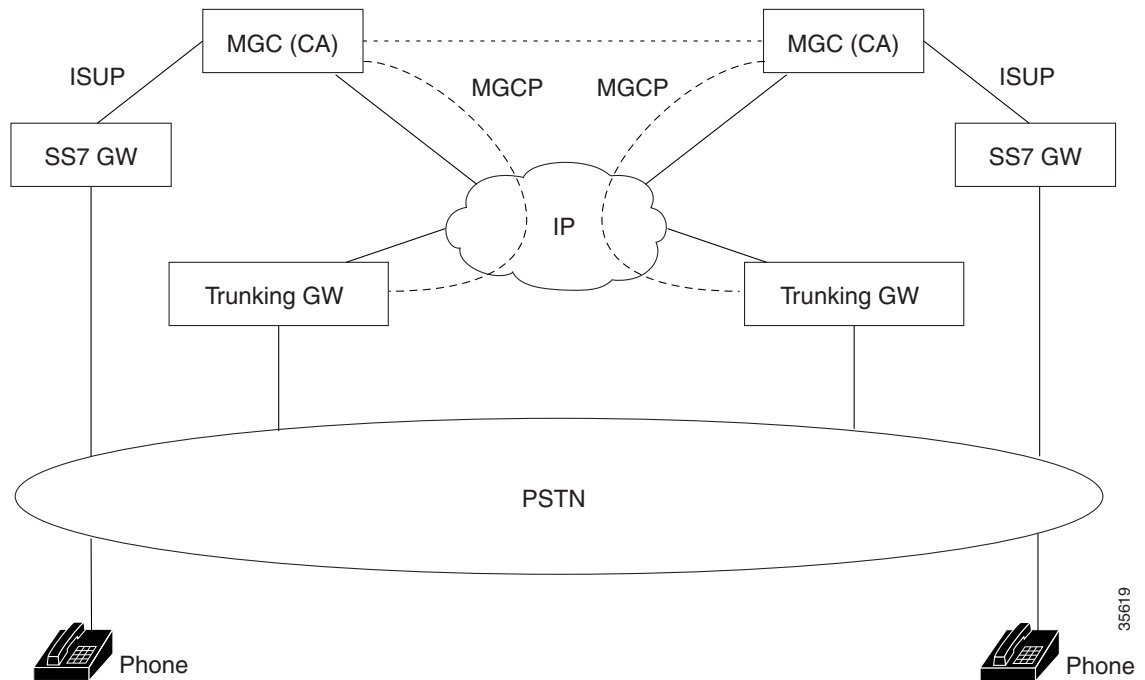 MGC (CA)
MGC (CA)
ISUP
MGCP
MGCP
ISUP
SS7 GW
SS7 GW
IP
Trunking GW
Trunking GW
PSTN
35619
Phone
Phone